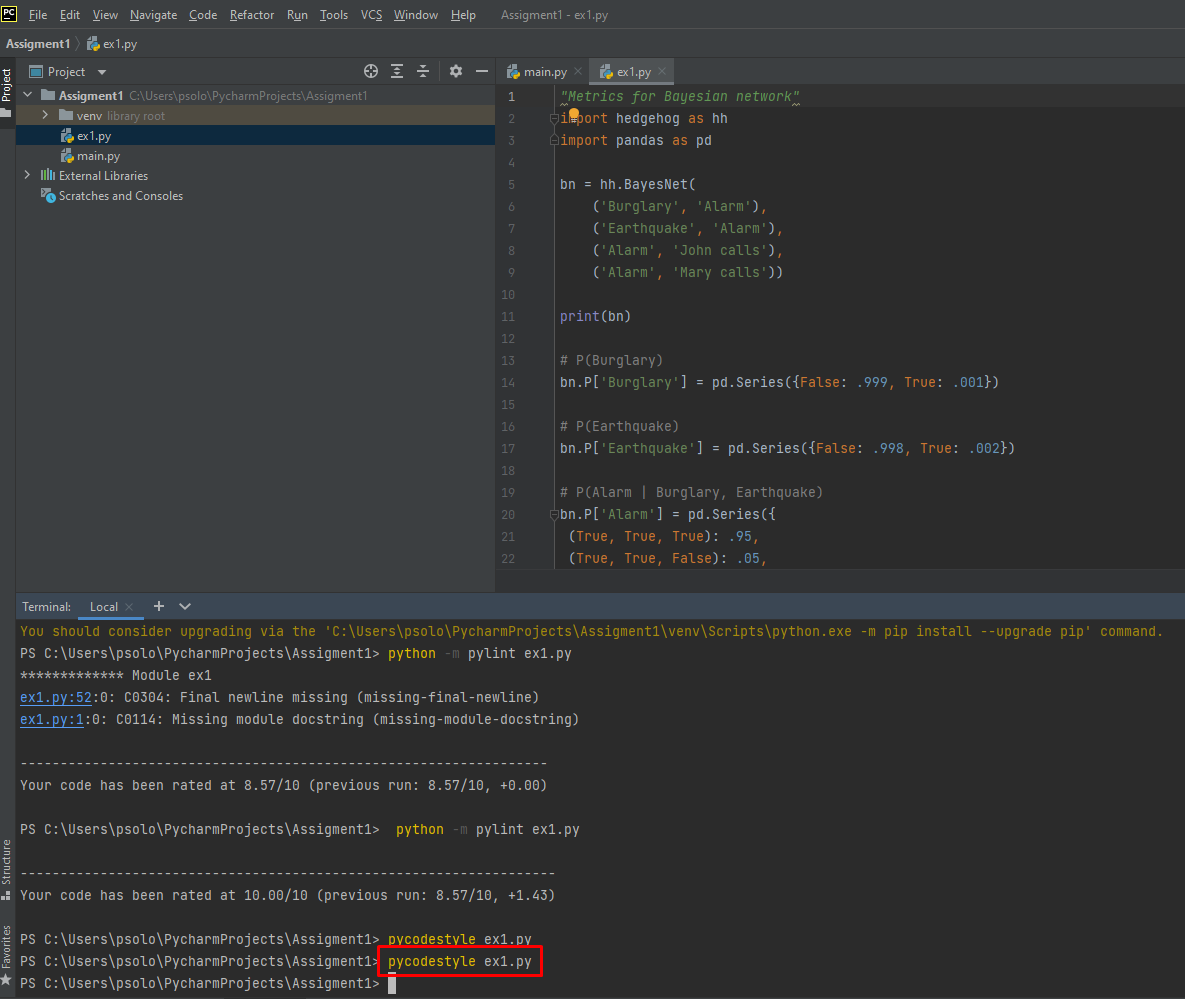 PC File Edit View Navigate Code Refactor Run Tools VCS Window Help Assigment1 - ex1.py
Assigment1 ex1.py
Project
Project
main.py ex1.py
Assigment1 C:\Users\psolo\PycharmProjects\Assigment1
venv library root
ex1.py
main.py
External Libraries
Scratches and Consoles
1 "Metrics for Bayesian network"
2 import hedgehog as hh
3 import pandas as pd
4
5 bn = hh.BayesNet(
6 ('Burglary', 'Alarm'),
7 ('Earthquake', 'Alarm'),
8 ('Alarm', 'John calls'),
9 ('Alarm', 'Mary calls'))
10
11 print(bn)
12
13 # P(Burglary)
14 bn.P['Burglary'] = pd.Series({False: .999, True: .001})
15
16 # P(Earthquake)
17 bn.P['Earthquake'] = pd.Series({False: .998, True: .002})
18
19 # P(Alarm | Burglary, Earthquake)
20 bn.P['Alarm'] = pd.Series({
21 (True, True, True): .95,
22 (True, True, False): .05,
Terminal: Local
You should consider upgrading via the 'C:\Users\psolo\PycharmProjects\Assigment1\venv\Scripts\python.exe -m pip install --upgrade pip' command.
PS C:\Users\psolo\PycharmProjects\Assigment1> python -m pylint ex1.py
************* Module ex1
ex1.py:52:0: C0304: Final newline missing (missing-final-newline)
ex1.py:1:0: C0114: Missing module docstring (missing-module-docstring)
------------------------------------------------------------------
Your code has been rated at 8.57/10 (previous run: 8.57/10, +0.00)
PS C:\Users\psolo\PycharmProjects\Assigment1>  python -m pylint ex1.py
-------------------------------------------------------------------
Your code has been rated at 10.00/10 (previous run: 8.57/10, +1.43)
PS C:\Users\psolo\PycharmProjects\Assigment1> pycodestyle ex1.py
PS C:\Users\psolo\PycharmProjects\Assigment1> pycodestyle ex1.py
PS C:\Users\psolo\PycharmProjects\Assigment1>
Structure
Favorites